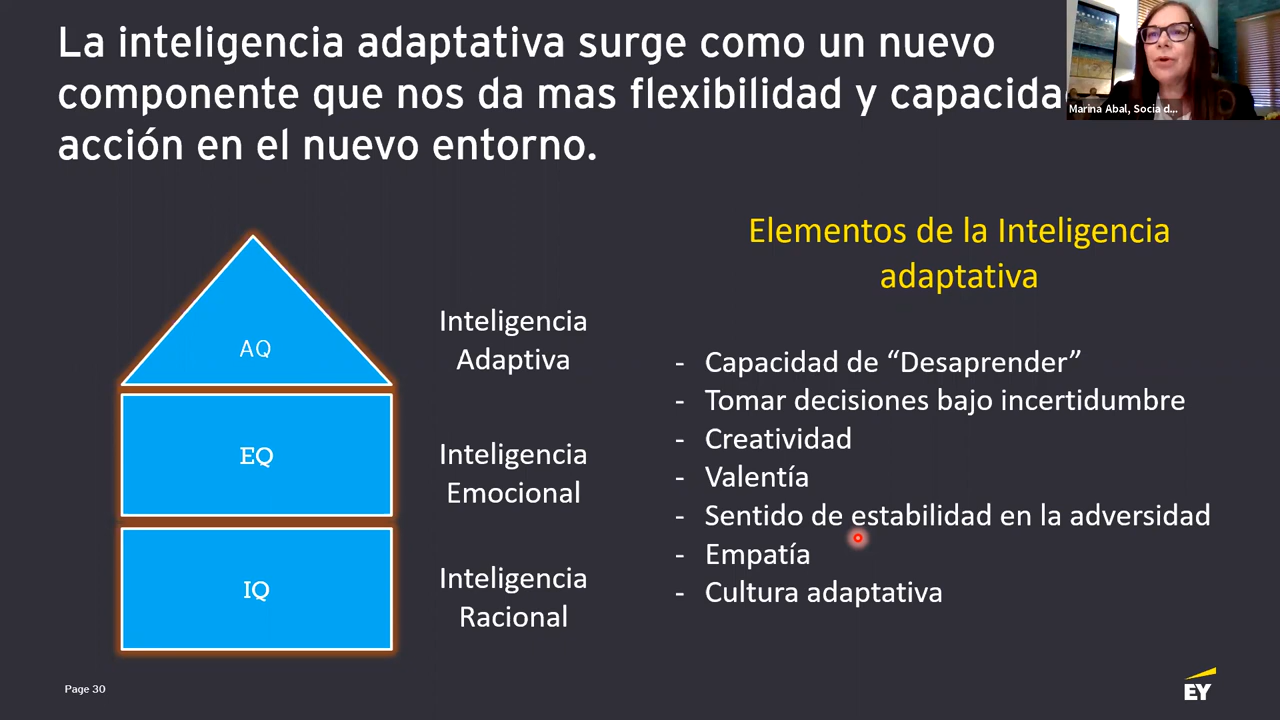 La inteligencia adaptativa surge como un nuevo
componente que nos da mas flexibilidad y capacida
acción en el nuevo entorno.
Marina Abal, Socia d...
Elementos de la Inteligencia
adaptativa
AQ
Inteligencia
Adaptiva
EQ
Inteligencia
Emocional
IQ
Inteligencia
Racional
- Capacidad de “Desaprender”
- Tomar decisiones bajo incertidumbre
- Creatividad
- Valentía
- Sentido de estabilidad en la adversidad
- Empatía
- Cultura adaptativa
Page 30
EY